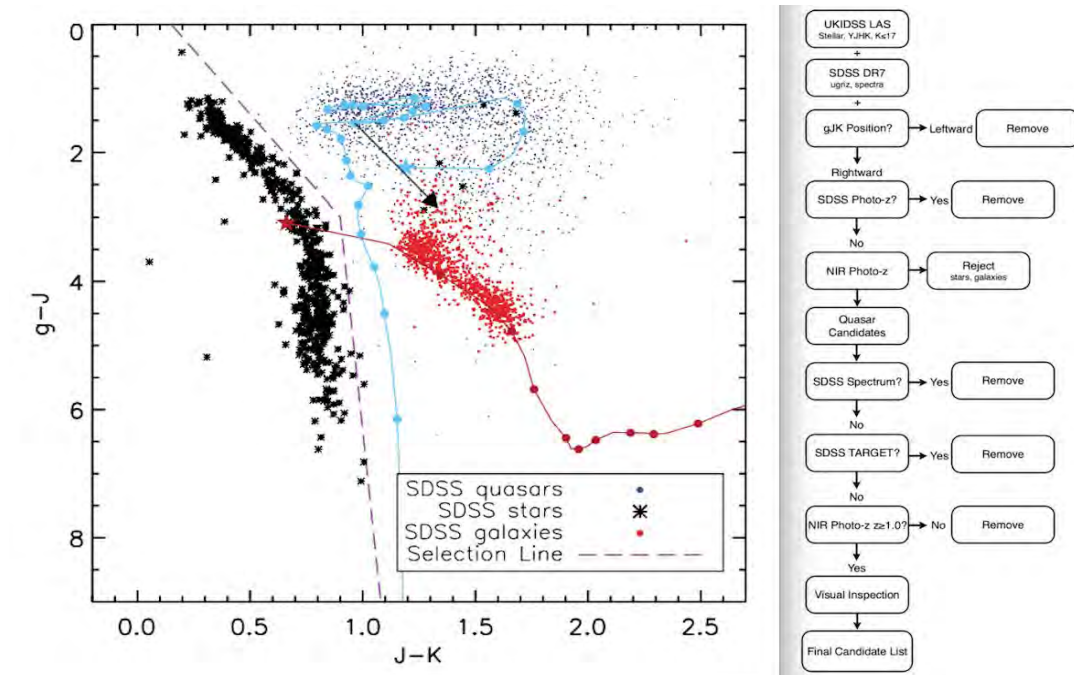 0
2
4
6
8
g-J
0.0
0.5
1.0
1.5
2.0
2.5
J-K
SDSS quasars
SDSS stars
SDSS galaxies
Selection Line
UKIDSS LAS
Stellar, YJHK, K≤17
+
SDSS DR7
ugriz, spectra
+
gJK Position?
Leftward
Remove
Rightward
SDSS Photo-z?
Yes
Remove
No
NIR Photo-z
Reject
stars, galaxies
Quasar
Candidates
SDSS Spectrum?
Yes
Remove
No
SDSS TARGET?
Yes
Remove
No
NIR Photo-z z≥1.0?
No
Remove
Yes
Visual Inspection
Final Candidate List